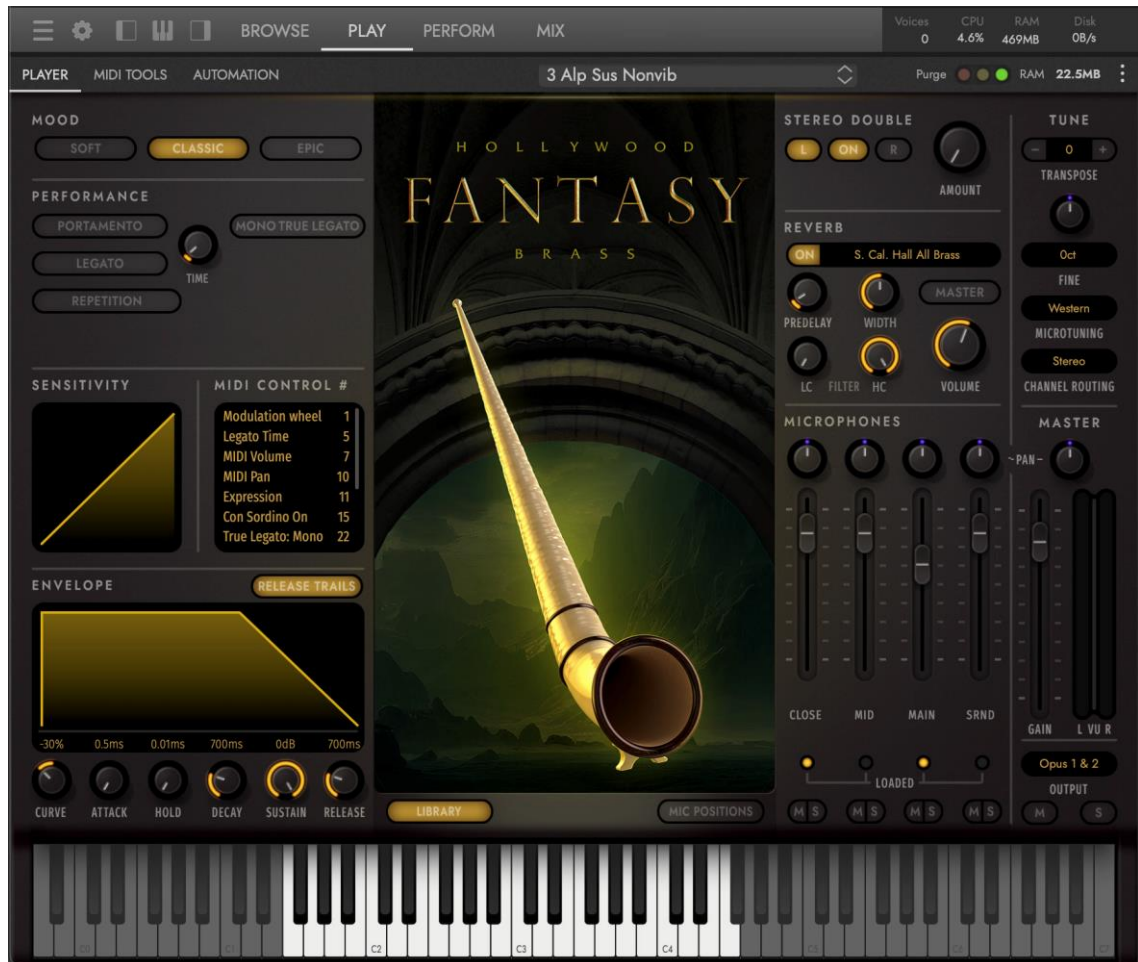 BROWSE PLAY PERFORM MIX
Voices CPU RAM Disk
0 4.6% 469MB 0B/s
PLAYER MIDI TOOLS AUTOMATION
3 Alp Sus Nonvib
Purge RAM 22.5MB
MOOD
SOFT CLASSIC EPIC
PERFORMANCE
PORTAMENTO
LEGATO
REPETITION
TIME
MONO TRUE LEGATO
SENSITIVITY
MIDI CONTROL #
Modulation wheel 1
Legato Time 5
MIDI Volume 7
MIDI Pan 10
Expression 11
Con Sordino On 15
True Legato: Mono 22
ENVELOPE
RELEASE TRAILS
-30% 0.5ms 0.01ms 700ms 0dB 700ms
CURVE ATTACK HOLD DECAY SUSTAIN RELEASE
HOLLYWOOD
FANTASY
BRASS
LIBRARY
MIC POSITIONS
STEREO DOUBLE
L ON R
AMOUNT
REVERB
ON S. Cal. Hall All Brass
PREDELAY WIDTH
MASTER
LC FILTER HC
VOLUME
MICROPHONES
CLOSE MID MAIN SRND
LOADED
M S M S M S M S
TUNE
- 0 +
TRANSPOSE
0ct
FINE
Western
MICROTUNING
Stereo
CHANNEL ROUTING
MASTER
~PAN-
GAIN L VU R
Opus 1 & 2
OUTPUT
M S
C0 C1 C2 C3 C4 C5 C6 C7